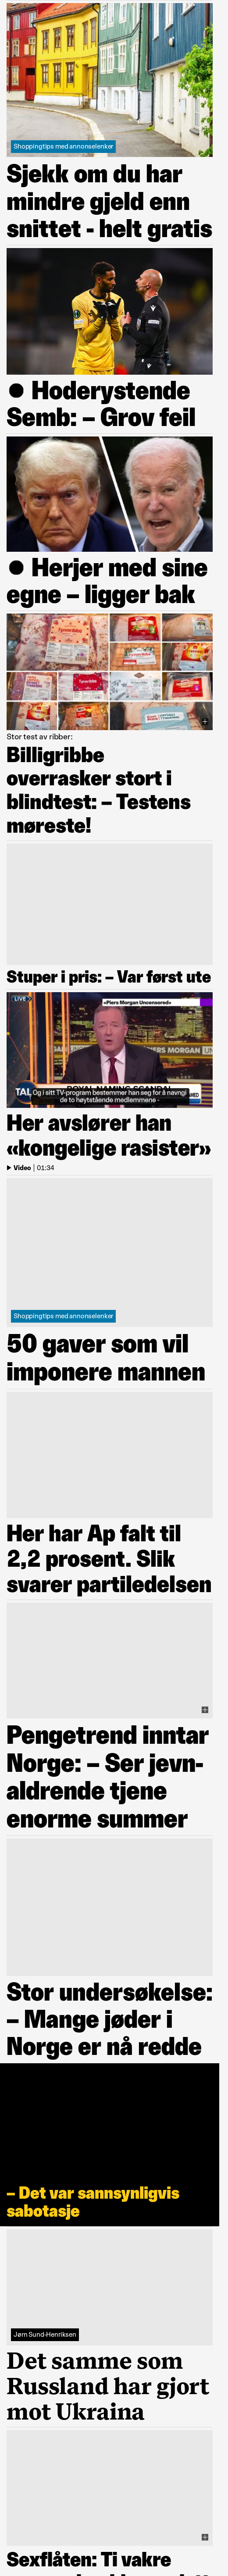 Shoppingtips med annonselenker
Sjekk om du har
mindre gjeld enn
snittet - helt gratis
● Hoderystende
Semb: – Grov feil
● Herjer med sine
egne – ligger bak
Stor test av ribber:
Billigribbe
overrasker stort i
blindtest: – Testens
møreste!
Stuper i pris: – Var først ute
LIVE
«Piers Morgan Uncensored»
Og i sitt TV-program bestemmer han seg for å navngi
de to høytstående medlemmene -
Her avslører han
«kongelige rasister»
Video | 01:34
Shoppingtips med annonselenker
50 gaver som vil
imponere mannen
Her har Ap falt til
2,2 prosent. Slik
svarer partiledelsen
Pengetrend inntar
Norge: – Ser jevn-
aldrende tjene
enorme summer
Stor undersøkelse:
– Mange jøder i
Norge er nå redde
– Det var sannsynligvis
sabotasje
Jørn Sund-Henriksen
Det samme som
Russland har gjort
mot Ukraina
Sexflåten: Ti vakre